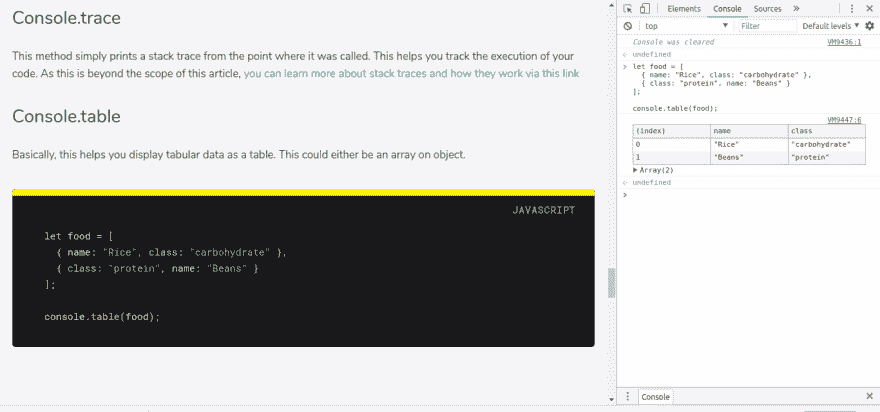 Console.trace
This method simply prints a stack trace from the point where it was called. This helps you track the execution of your
code. As this is beyond the scope of this article, you can learn more about stack traces and how they work via this link
Console.table
Basically, this helps you display tabular data as a table. This could either be an array on object.
JAVASCRIPT
let food = [
{ name: "Rice", class: "carbohydrate" },
{ class: "protein", name: "Beans" }
];
console.table(food);
Elements Console Sources »
top Filter Default levels
Console was cleared VM9436:1
undefined
let food = [
{ name: "Rice", class: "carbohydrate" },
{ class: "protein", name: "Beans" }
];
console.table(food);
VM9447:6
(index) name class
0 "Rice" "carbohydrate"
1 "Beans" "protein"
Array(2)
undefined
Console